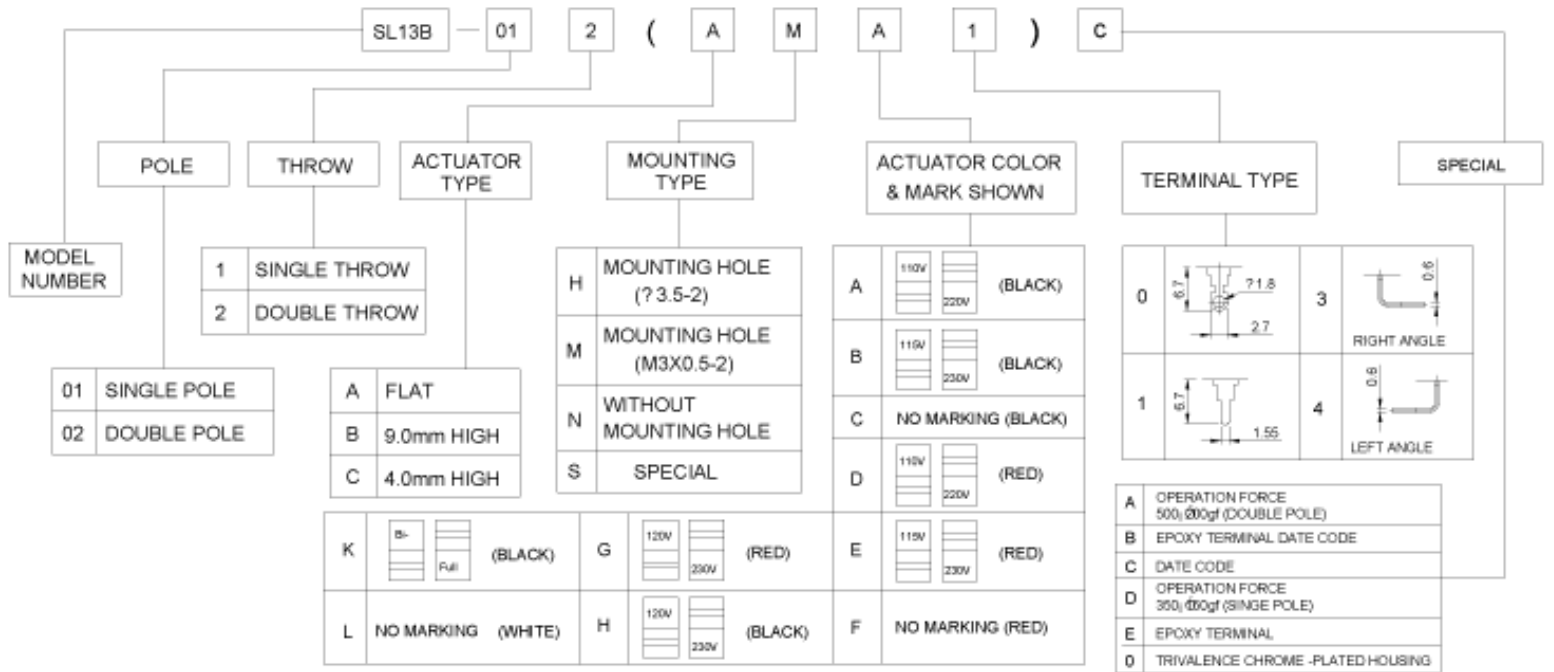 SL13B — 01 2 ( A M A 1 ) C
POLE
THROW
ACTUATOR
TYPE
MOUNTING
TYPE
ACTUATOR COLOR
& MARK SHOWN
TERMINAL TYPE
SPECIAL
MODEL
NUMBER
1 SINGLE THROW
2 DOUBLE THROW
01 SINGLE POLE
02 DOUBLE POLE
A FLAT
B 9.0mm HIGH
C 4.0mm HIGH
H MOUNTING HOLE
(?3.5-2)
M MOUNTING HOLE
(M3X0.5-2)
N WITHOUT
MOUNTING HOLE
S SPECIAL
A 110V 220V (BLACK)
B 115V 230V (BLACK)
C NO MARKING (BLACK)
D 110V 220V (RED)
E 115V 230V (RED)
F NO MARKING (RED)
K Full (BLACK)
G 120V 230V (RED)
L NO MARKING (WHITE)
H 120V 230V (BLACK)
0 6.7 ?1.8 2.7
3 0.6
RIGHT ANGLE
1 6.7 1.55
4 0.6
LEFT ANGLE
A OPERATION FORCE
(DOUBLE POLE)
B EPOXY TERMINAL DATE CODE
C DATE CODE
D OPERATION FORCE
(SINGE POLE)
E EPOXY TERMINAL
0 TRIVALENCE CHROME -PLATED HOUSING